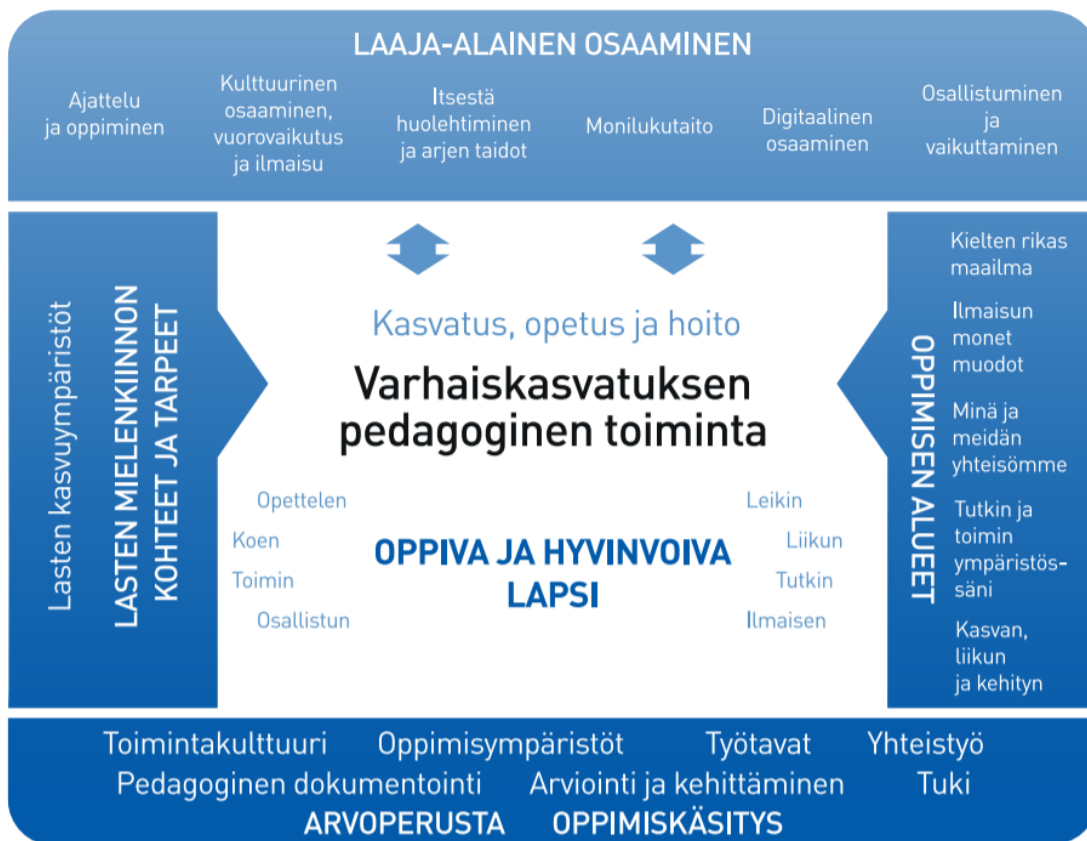 LAAJA-ALAINEN OSAAMINEN
Ajattelu
ja oppiminen
Kulttuurinen
osaaminen,
vuorovaikutus
ja ilmaisu
Itsestä
huolehtiminen
ja arjen taidot
Monilukutaito
Digitaalinen
osaaminen
Osallistuminen
ja
vaikuttaminen
Lasten kasvuympäristöt
LASTEN MIELENKIINNON
KOHTEET JA TARPEET
Kasvatus, opetus ja hoito
Varhaiskasvatuksen
pedagoginen toiminta
Opettelen
Koen
Toimin
Osallistun
OPPIVA JA HYVINVOIVA
LAPSI
Leikin
Liikun
Tutkin
Ilmaisen
OPPIMISEN ALUEET
Kielten rikas
maailma
Ilmaisun
monet
muodot
Minä ja
meidän
yhteisömme
Tutkin ja
toimin
ympäristös-
säni
Kasvan,
liikun
ja kehityn
Toimintakulttuuri Oppimisympäristöt Työtavat Yhteistyö
Pedagoginen dokumentointi Arviointi ja kehittäminen Tuki
ARVOPERUSTA OPPIMISKÄSITYS